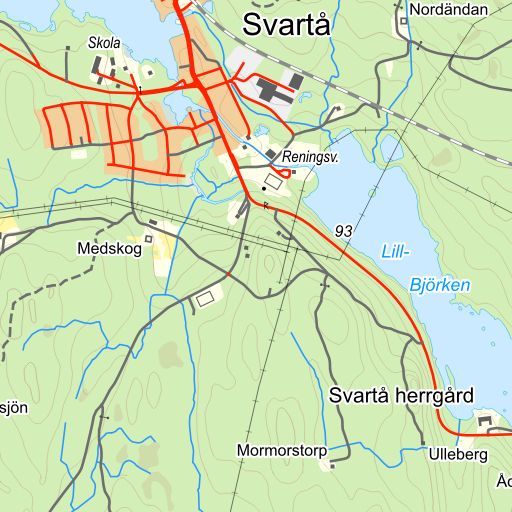 Nordändan
Svartå
Skola
Reningsv.
93
Medskog
Lill-
Björken
Svartå herrgård
sjön
Mormorstorp
Ulleberg